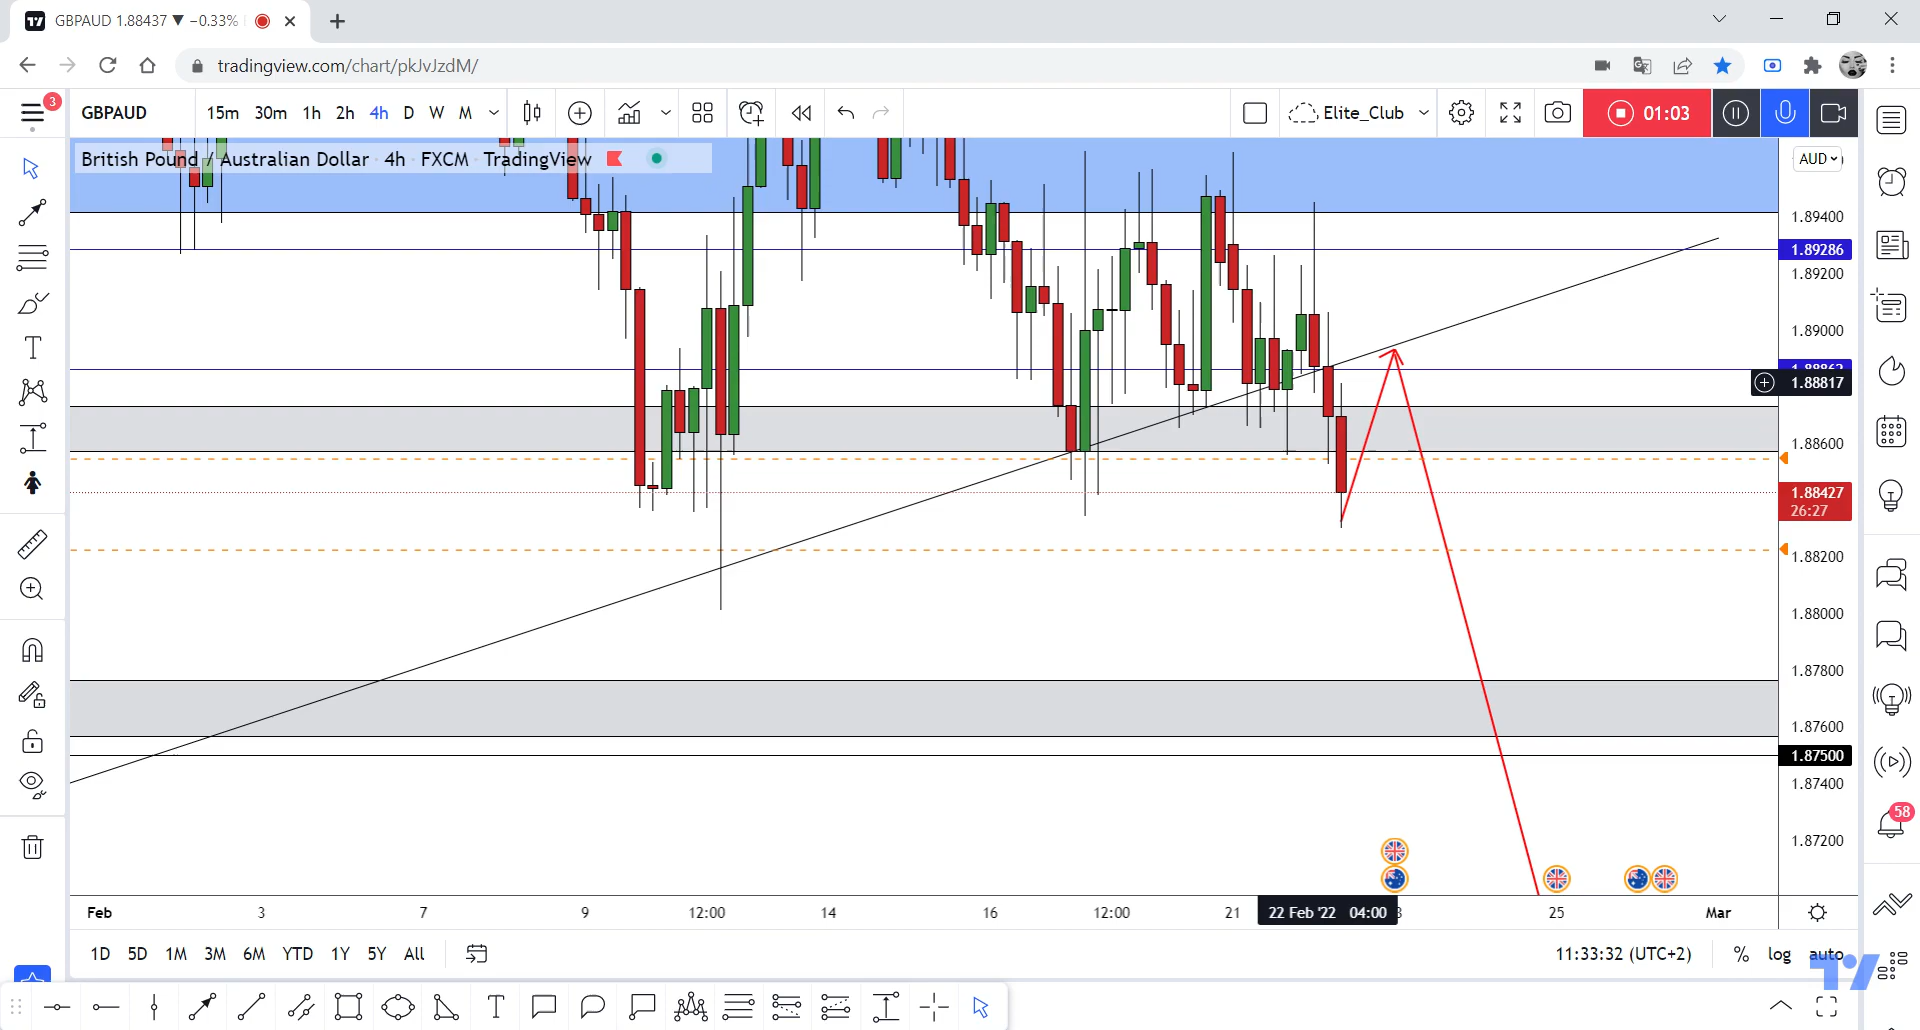 GBPAUD 1.88437 ▼ −0.33%
tradingview.com/chart/pkJvJzdM/
3
GBPAUD 15m 30m 1h 2h 4h D W M
Elite_Club
01:03
British Pound / Australian Dollar 4h FXCM TradingView
AUD
1.89400
1.89286
1.89200
1.89000
1.88817
1.88600
1.88427
26:27
1.88200
1.88000
1.87800
1.87600
1.87500
1.87400
1.87200
58
Feb 3 7 9 12:00 14 16 12:00 21 22 Feb '22 04:00 3 25 Mar
1D 5D 1M 3M 6M YTD 1Y 5Y All
11:33:32 (UTC+2) % log auto
T
T